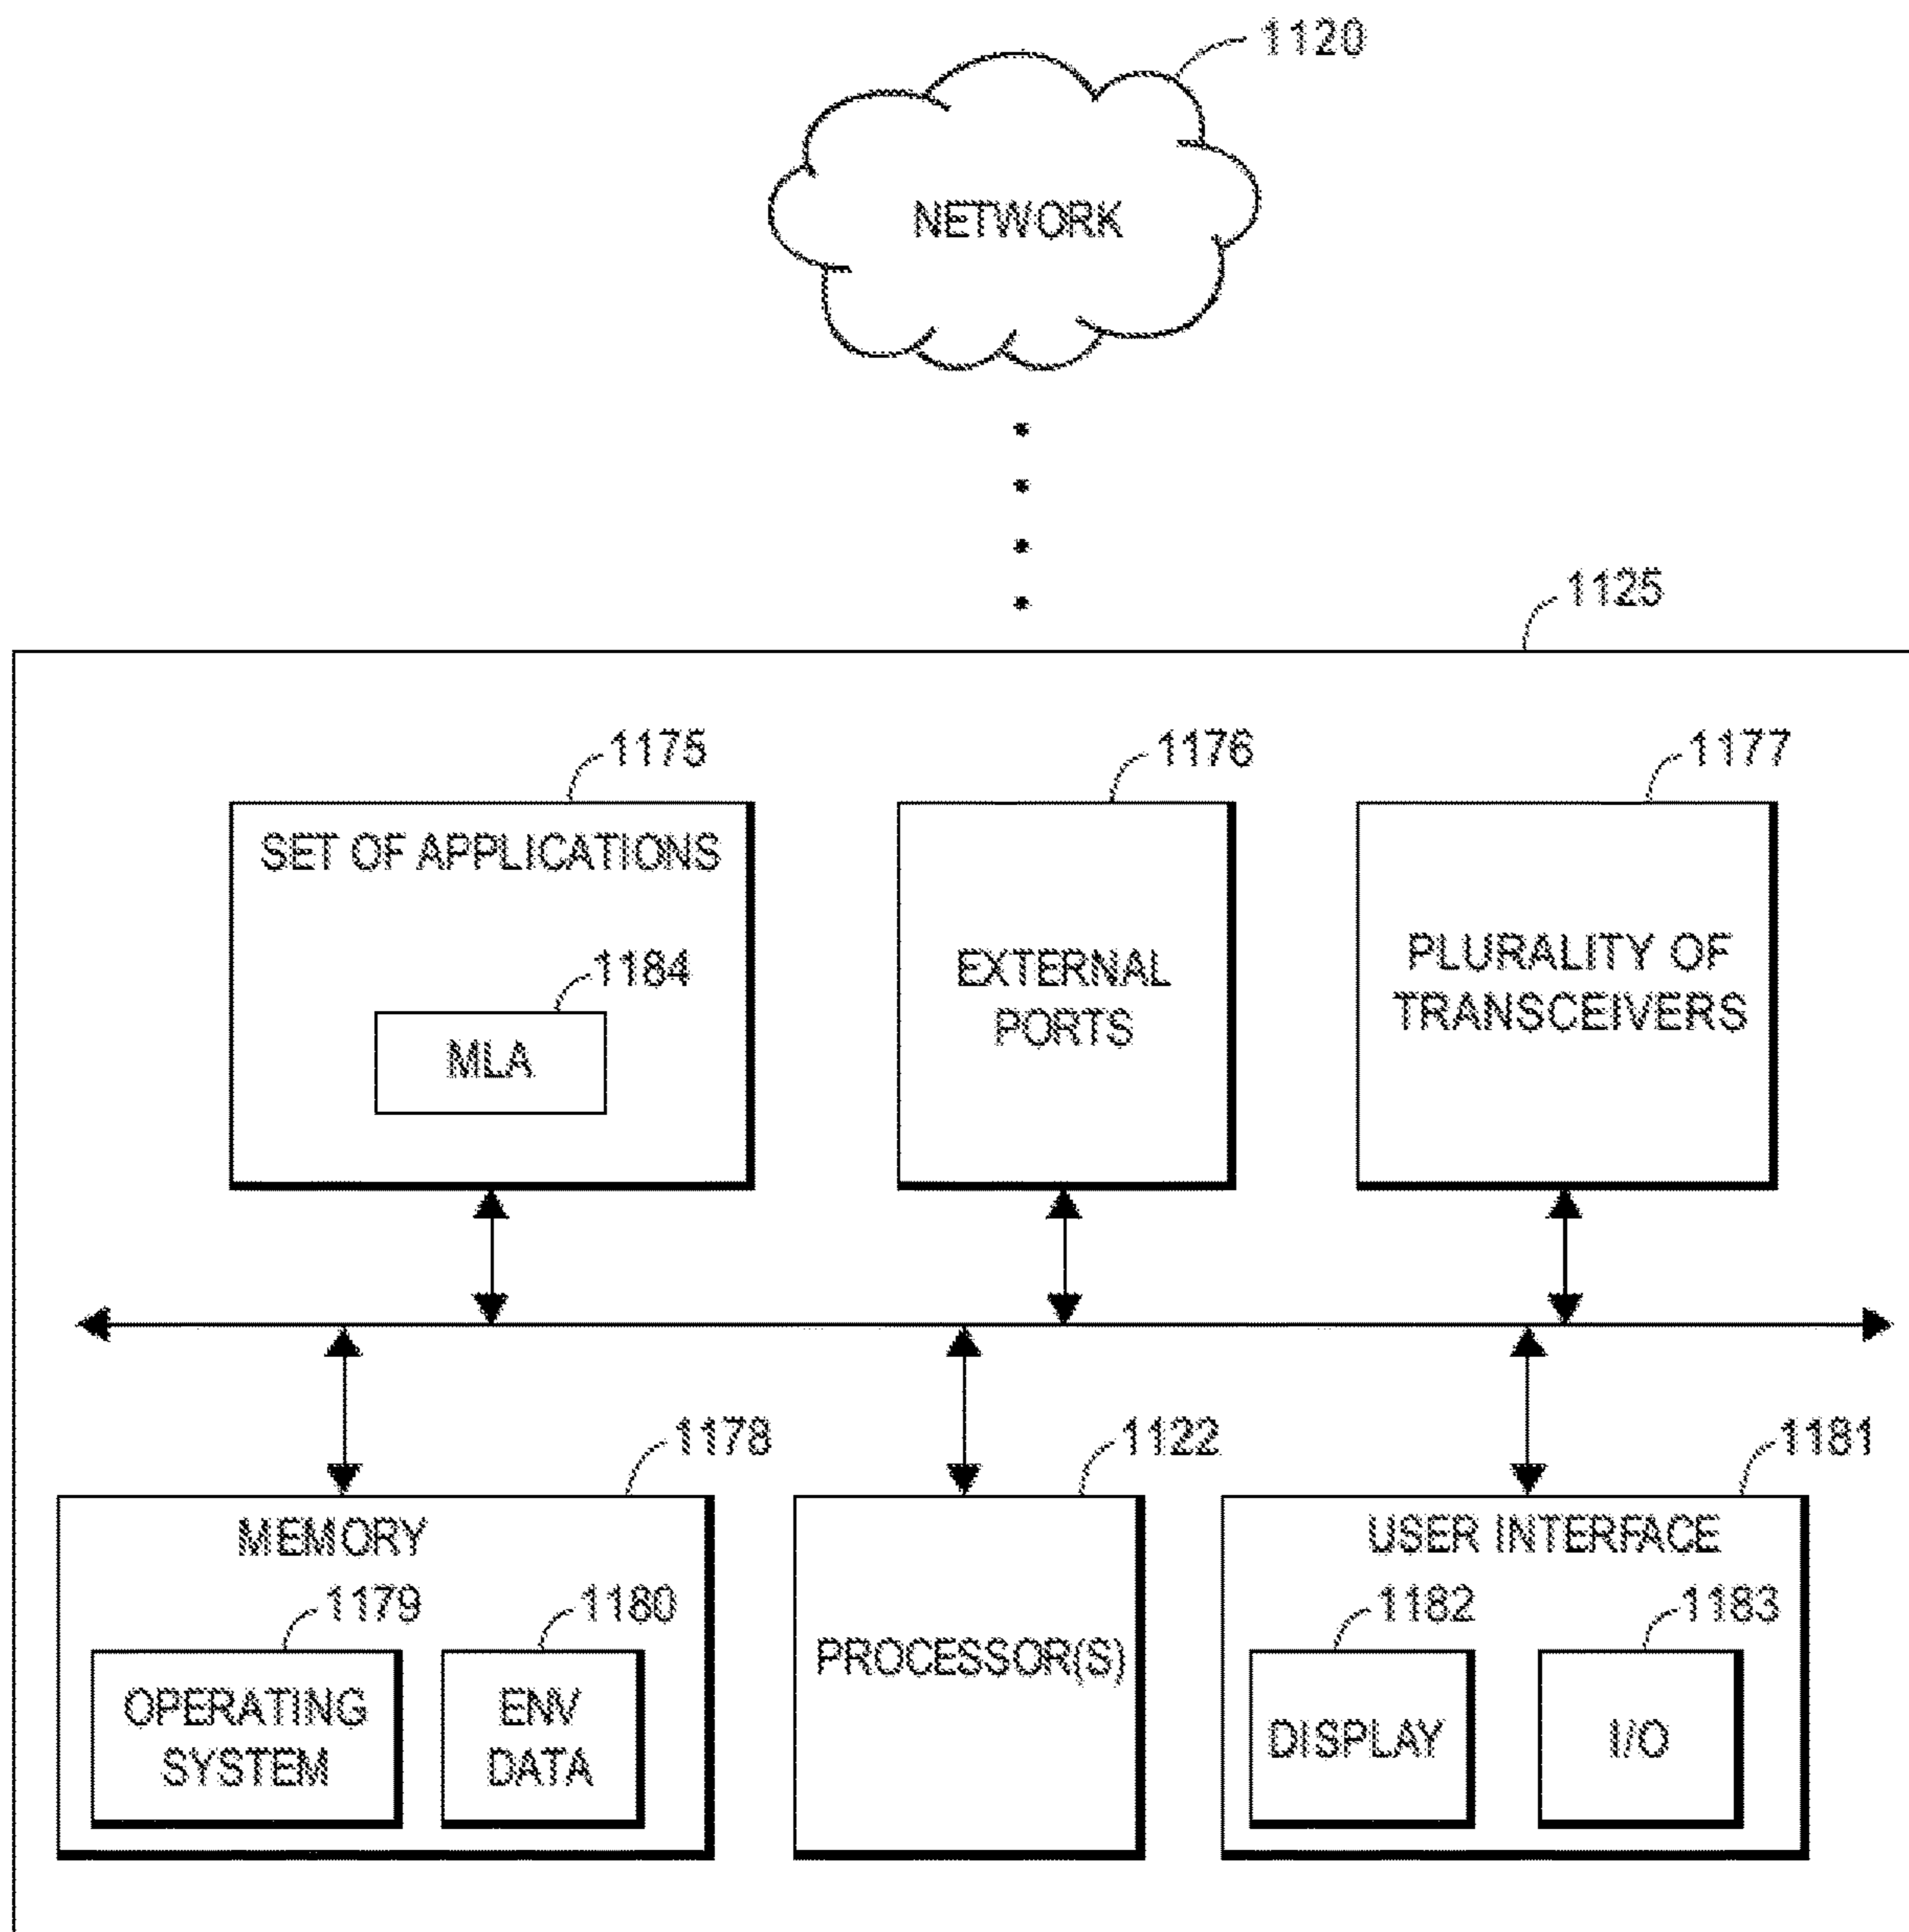 1120
NETWORK
1125
1175
1176
1177
SET OF APPLICATIONS
1184
MLA
EXTERNAL
PORTS
PLURALITY OF
TRANSCEIVERS
1178
1122
1181
MEMORY
1179
1180
OPERATING
SYSTEM
ENV
DATA
PROCESSOR(S)
USER INTERFACE
1182
1183
DISPLAY
I/O